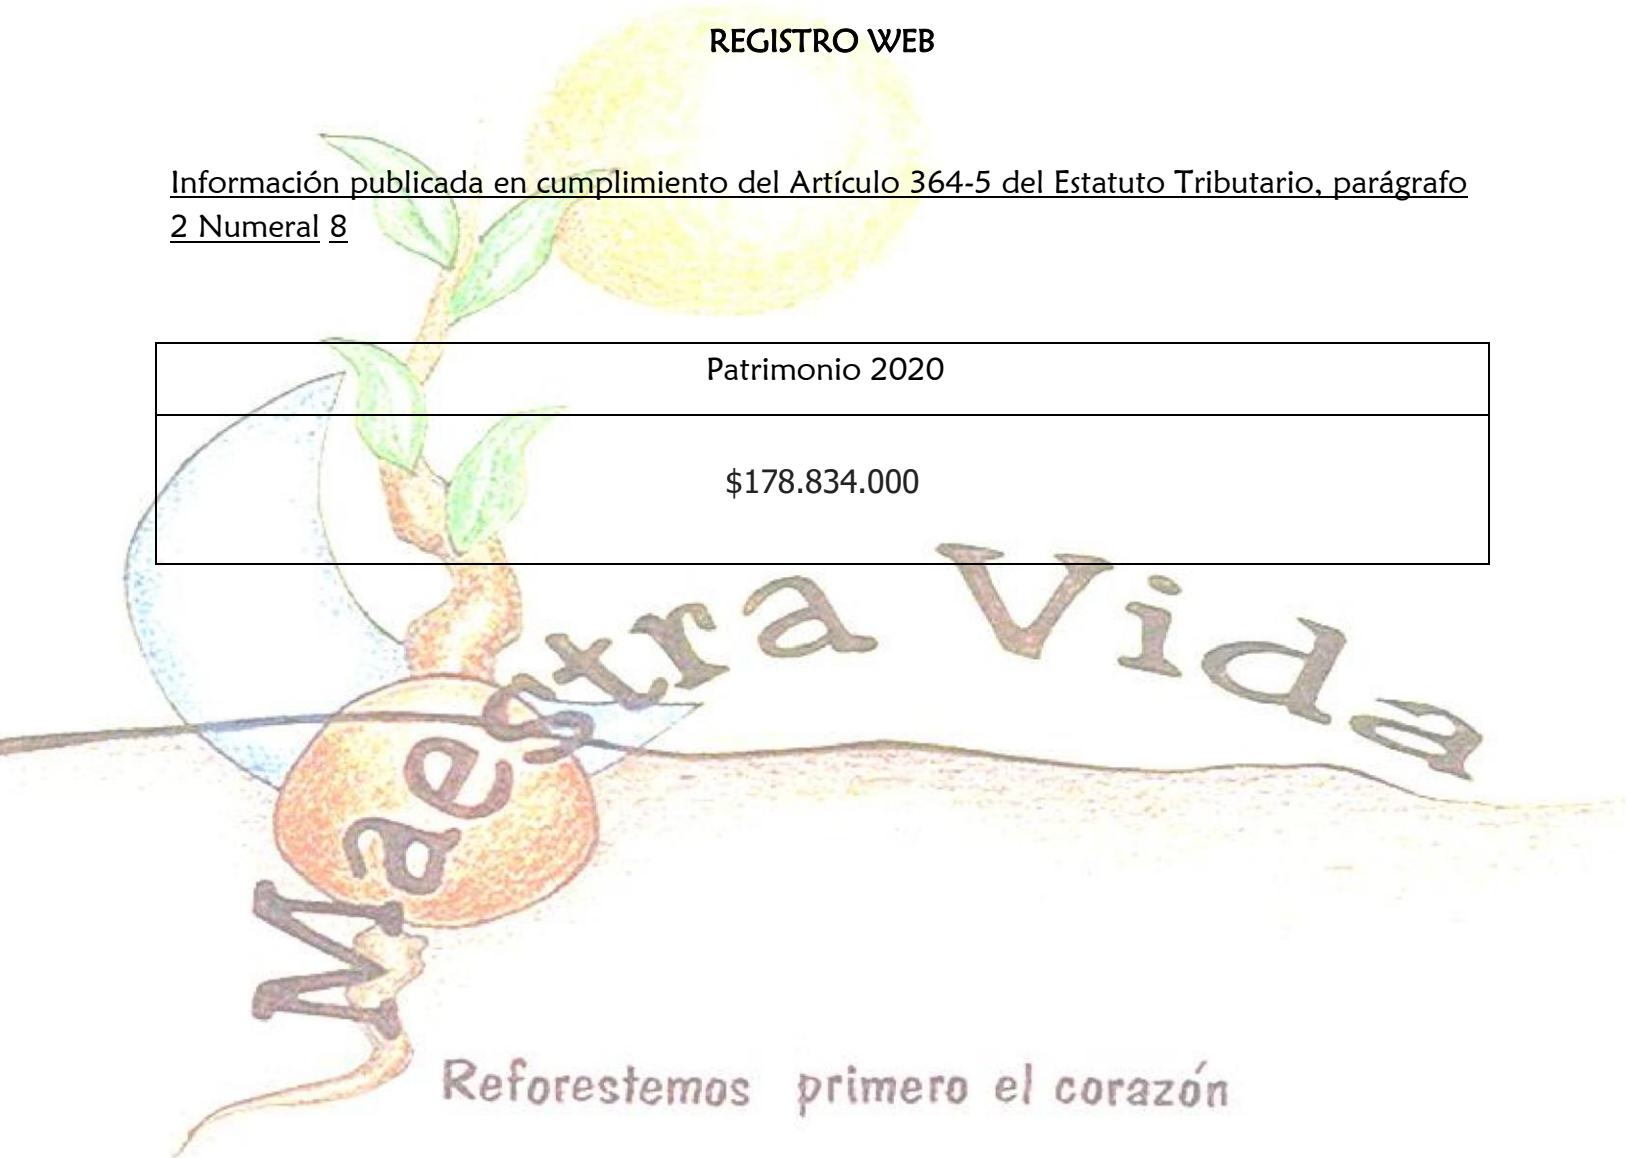 REGISTRO WEB
Información publicada en cumplimiento del Artículo 364-5 del Estatuto Tributario, parágrafo
2 Numeral 8
Patrimonio 2020
$178.834.000
Maestra Vida
Reforestemos primero el corazón